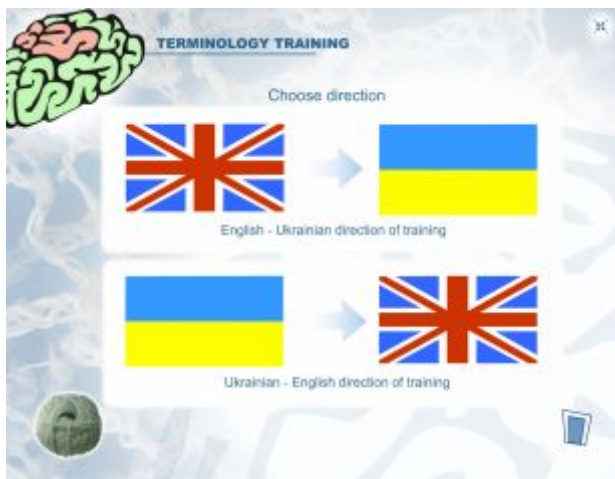 TERMINOLOGY TRAINING
Choose direction
English - Ukrainian direction of training
Ukrainian - English direction of training